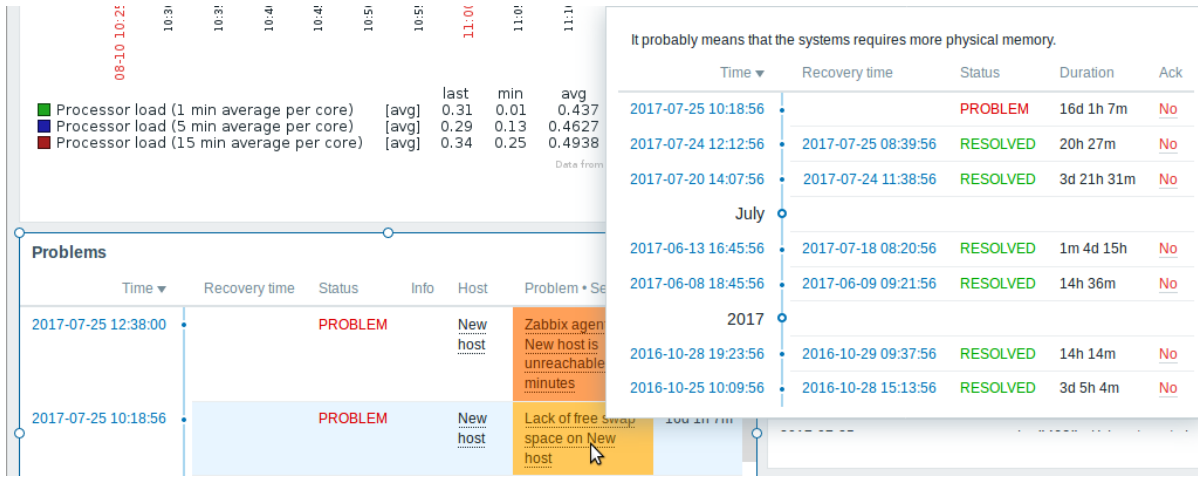 08-10 10:25
10:30
10:35
10:40
10:45
10:50
10:55
11:00
11:05
11:10
last min avg
Processor load (1 min average per core) [avg] 0.31 0.01 0.437
Processor load (5 min average per core) [avg] 0.29 0.13 0.4627
Processor load (15 min average per core) [avg] 0.34 0.25 0.4938
Data from
It probably means that the systems requires more physical memory.
Time ▼ Recovery time Status Duration Ack
2017-07-25 10:18:56 PROBLEM 16d 1h 7m No
2017-07-24 12:12:56 2017-07-25 08:39:56 RESOLVED 20h 27m No
2017-07-20 14:07:56 2017-07-24 11:38:56 RESOLVED 3d 21h 31m No
July
2017-06-13 16:45:56 2017-07-18 08:20:56 RESOLVED 1m 4d 15h No
2017-06-08 18:45:56 2017-06-09 09:21:56 RESOLVED 14h 36m No
2017
2016-10-28 19:23:56 2016-10-29 09:37:56 RESOLVED 14h 14m No
2016-10-25 10:09:56 2016-10-28 15:13:56 RESOLVED 3d 5h 4m No
Problems
Time ▼ Recovery time Status Info Host Problem • Se
2017-07-25 12:38:00 PROBLEM New Zabbix agen
host New host is
unreachable
minutes
2017-07-25 10:18:56 PROBLEM New Lack of free swap 16d 1h 7m
host space on New
host